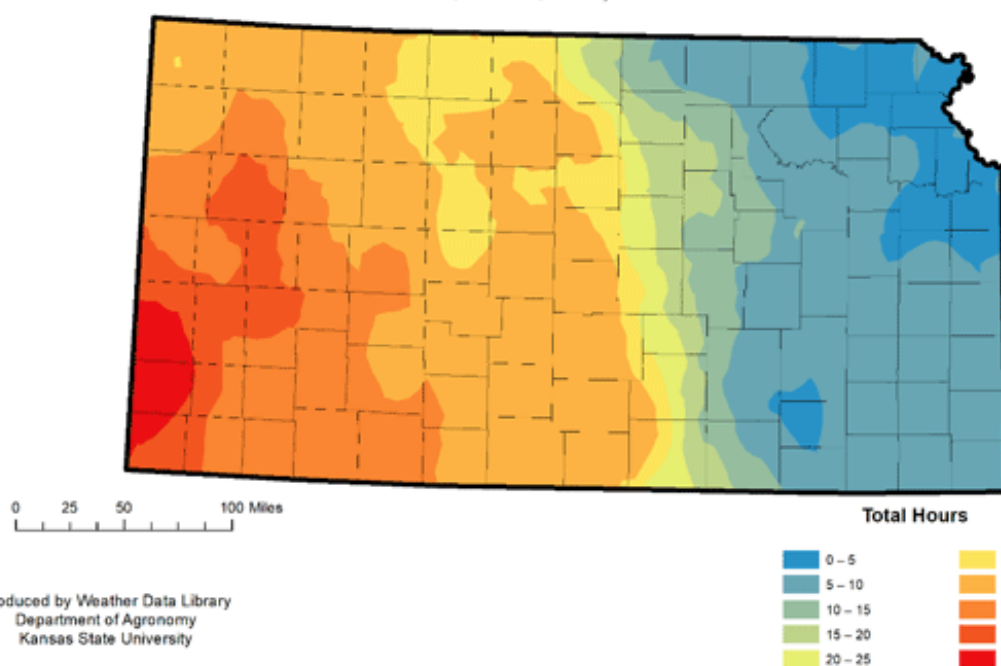 0 25 50 100 Miles
Total Hours
0 – 5
5 – 10
10 – 15
15 – 20
20 – 25
oduced by Weather Data Library
Department of Agronomy
Kansas State University